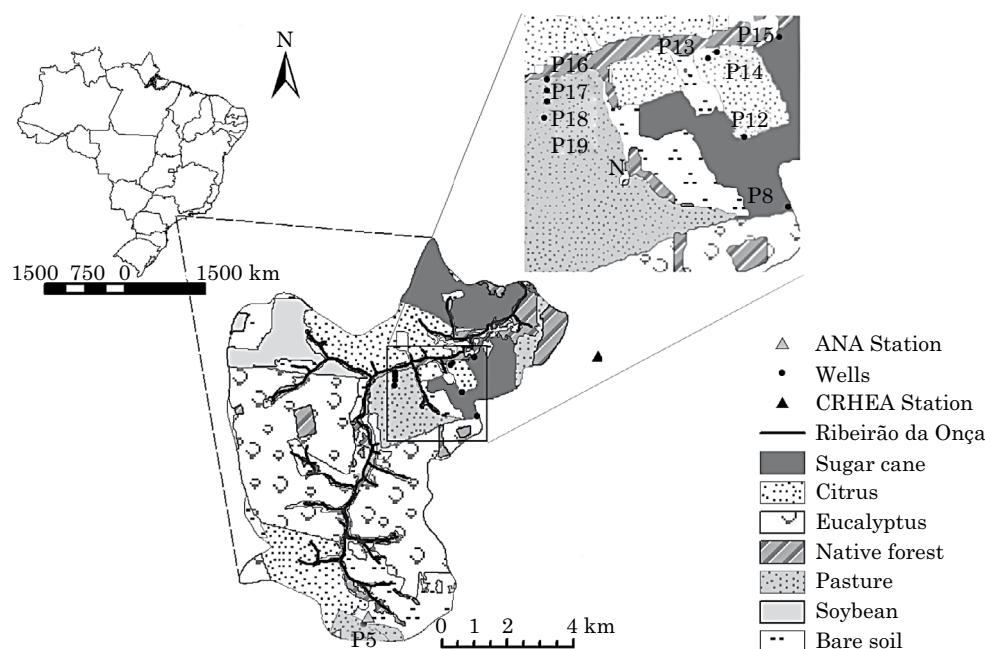 N
1500 750 0 1500 km
P15
P13
P14
P16
P17
P18
P19
P12
N
P8
ANA Station
Wells
CRHEA Station
Ribeirão da Onça
Sugar cane
Citrus
Eucalyptus
Native forest
Pasture
Soybean
Bare soil
P5
0 1 2 4 km